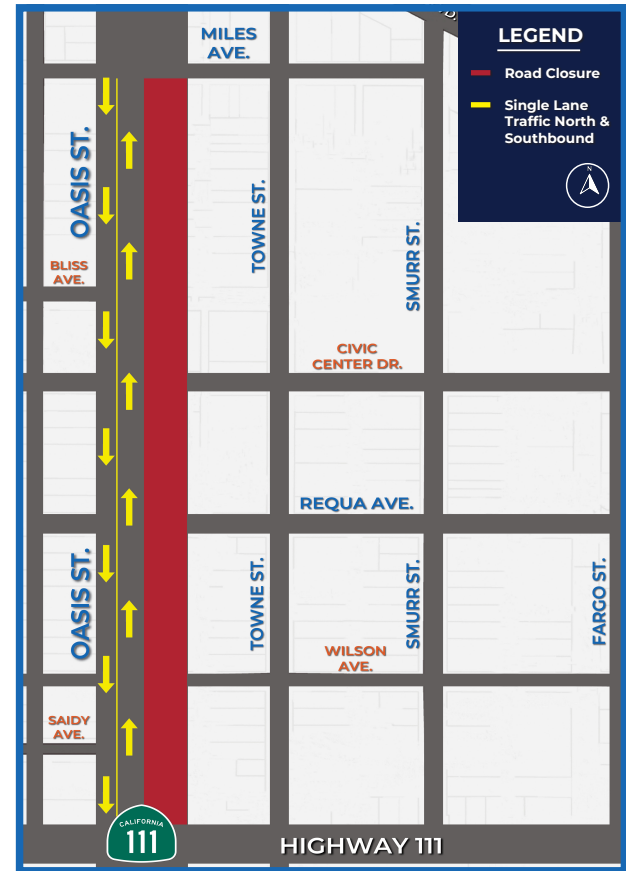 MILES
AVE.
LEGEND
Road Closure
Single Lane
Traffic North &
Southbound
N
OASIS ST.
TOWNE ST.
SMURR ST.
BLISS
AVE.
CIVIC
CENTER DR.
REQUA AVE.
OASIS ST.
TOWNE ST.
SMURR ST.
FARGO ST.
WILSON
AVE.
SAIDY
AVE.
CALIFORNIA
111
HIGHWAY 111